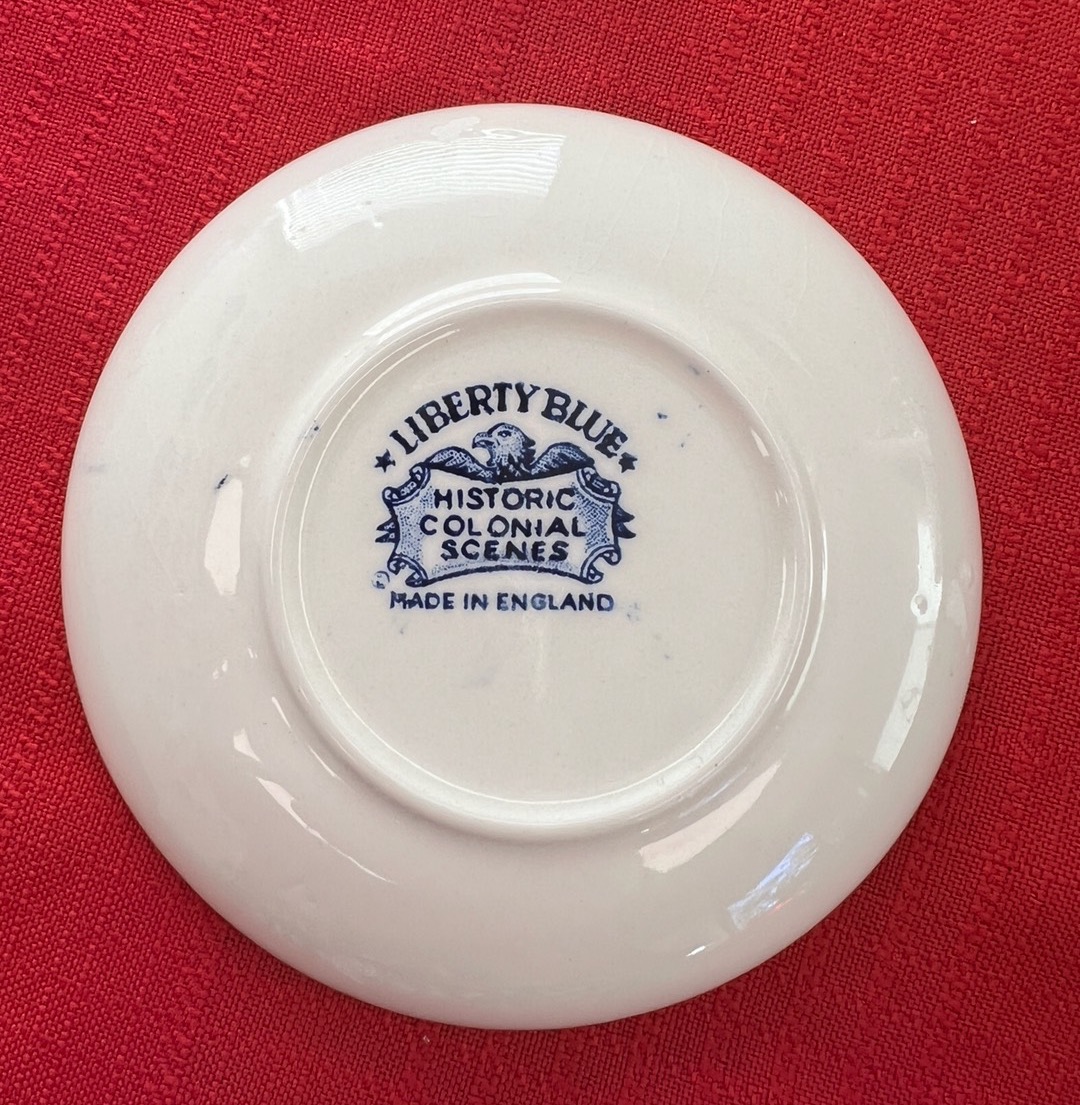 LIBERTY BLUE
HISTORIC
COLONIAL
SCENES
®
MADE IN ENGLAND